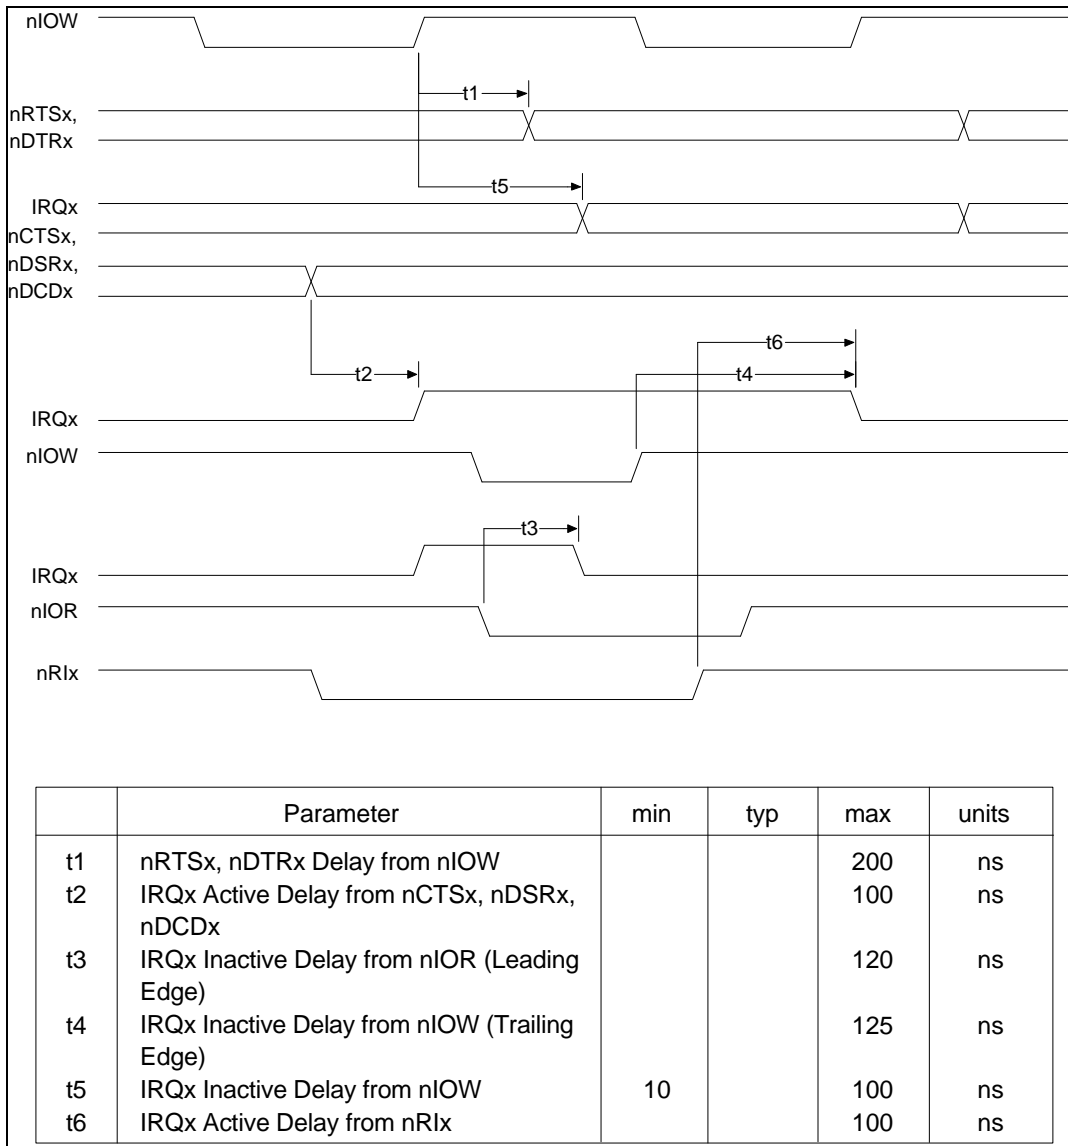 nIOW
t1
nRTSx,
nDTRx
t5
IRQx
nCTSx,
nDSRx,
nDCDx
t6
t2
t4
IRQx
nIOW
t3
IRQx
nIOR
nRIx
Parameter min typ max units
t1 nRTSx, nDTRx Delay from nIOW 200 ns
t2 IRQx Active Delay from nCTSx, nDSRx, 100 ns
nDCDx
t3 IRQx Inactive Delay from nIOR (Leading 120 ns
Edge)
t4 IRQx Inactive Delay from nIOW (Trailing 125 ns
Edge)
t5 IRQx Inactive Delay from nIOW 10 100 ns
t6 IRQx Active Delay from nRIx 100 ns